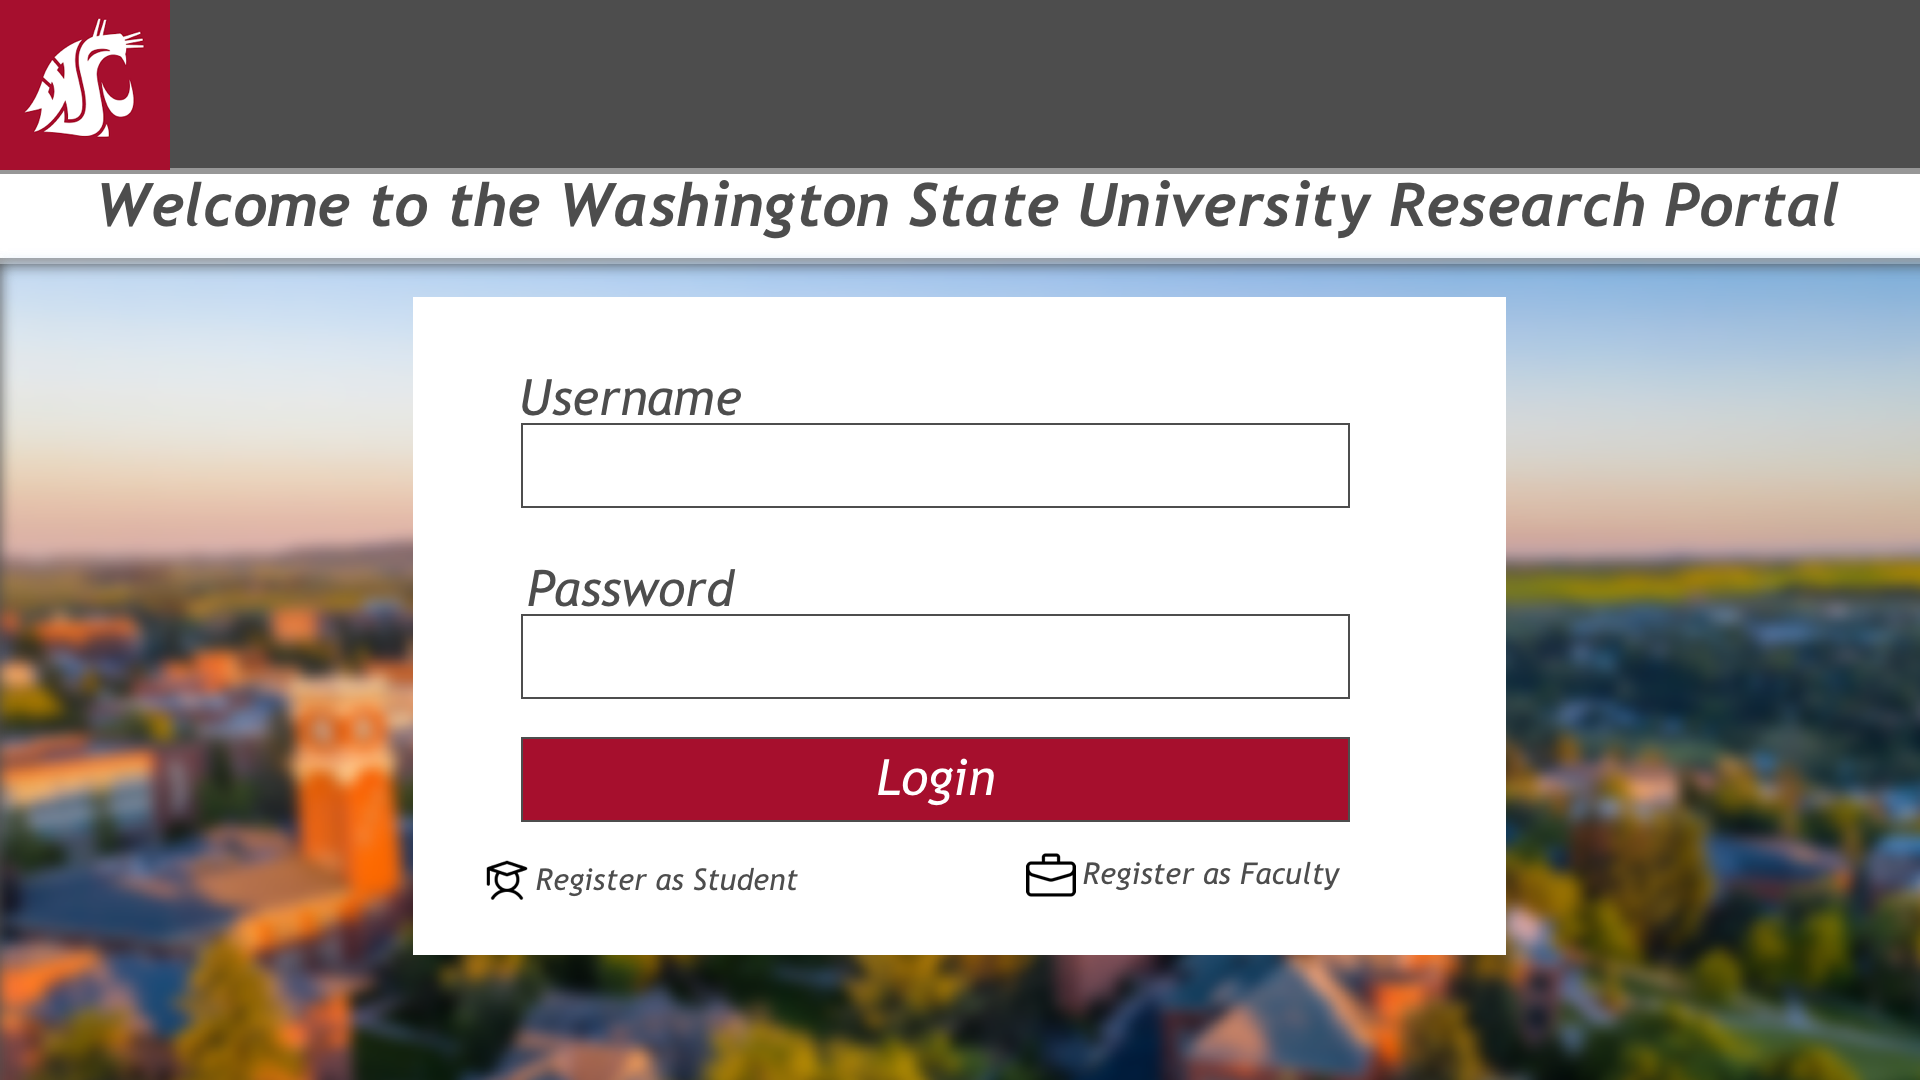 Welcome to the Washington State University Research Portal
Username
Password
Login
Register as Student
Register as Faculty